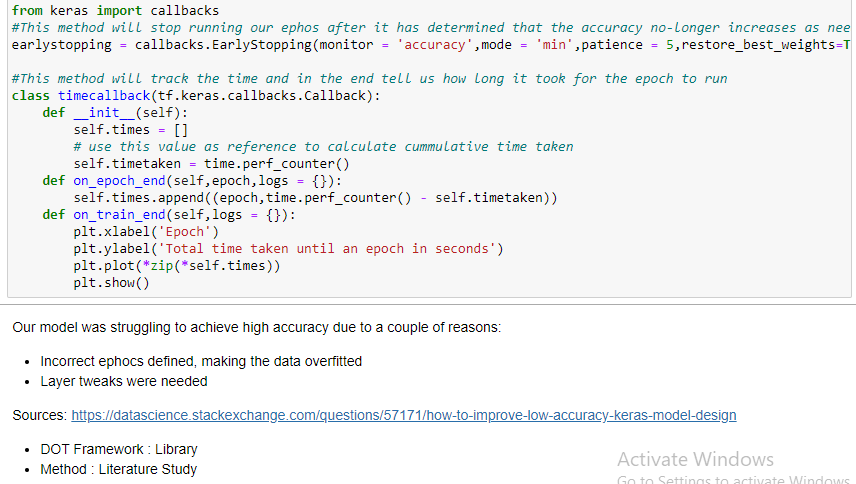 from keras import callbacks
#This method will stop running our ephos after it has determined that the accuracy no-longer increases as nee
earlystopping = callbacks.EarlyStopping(monitor = 'accuracy',mode = 'min',patience = 5,restore_best_weights=T
#This method will track the time and in the end tell us how long it took for the epoch to run
class timecallback(tf.keras.callbacks.Callback):
    def __init__(self):
        self.times = []
        # use this value as reference to calculate cummulative time taken
        self.timetaken = time.perf_counter()
    def on_epoch_end(self,epoch,logs = {}):
        self.times.append((epoch,time.perf_counter() - self.timetaken))
    def on_train_end(self,logs = {}):
        plt.xlabel('Epoch')
        plt.ylabel('Total time taken until an epoch in seconds')
        plt.plot(*zip(*self.times))
        plt.show()
Our model was struggling to achieve high accuracy due to a couple of reasons:
• Incorrect ephocs defined, making the data overfitted
• Layer tweaks were needed
Sources: https://datascience.stackexchange.com/questions/57171/how-to-improve-low-accuracy-keras-model-design
• DOT Framework : Library
• Method : Literature Study
Activate Windows
Go to Settings to activate Windows